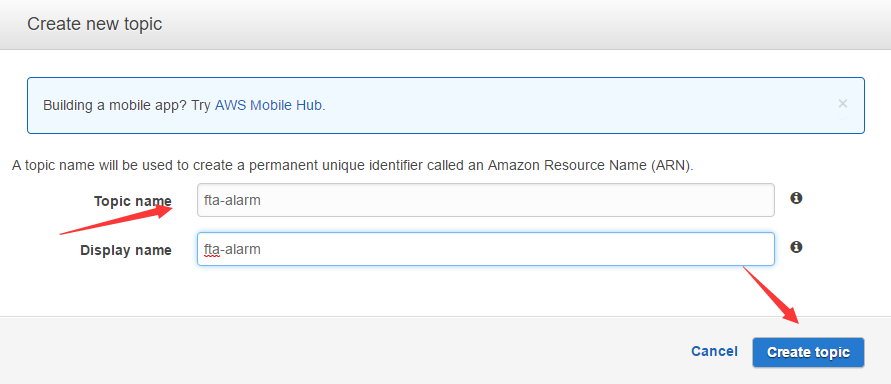 Create new topic
Building a mobile app? Try AWS Mobile Hub.
×
A topic name will be used to create a permanent unique identifier called an Amazon Resource Name (ARN).
Topic name fta-alarm
Display name fta-alarm
Cancel Create topic